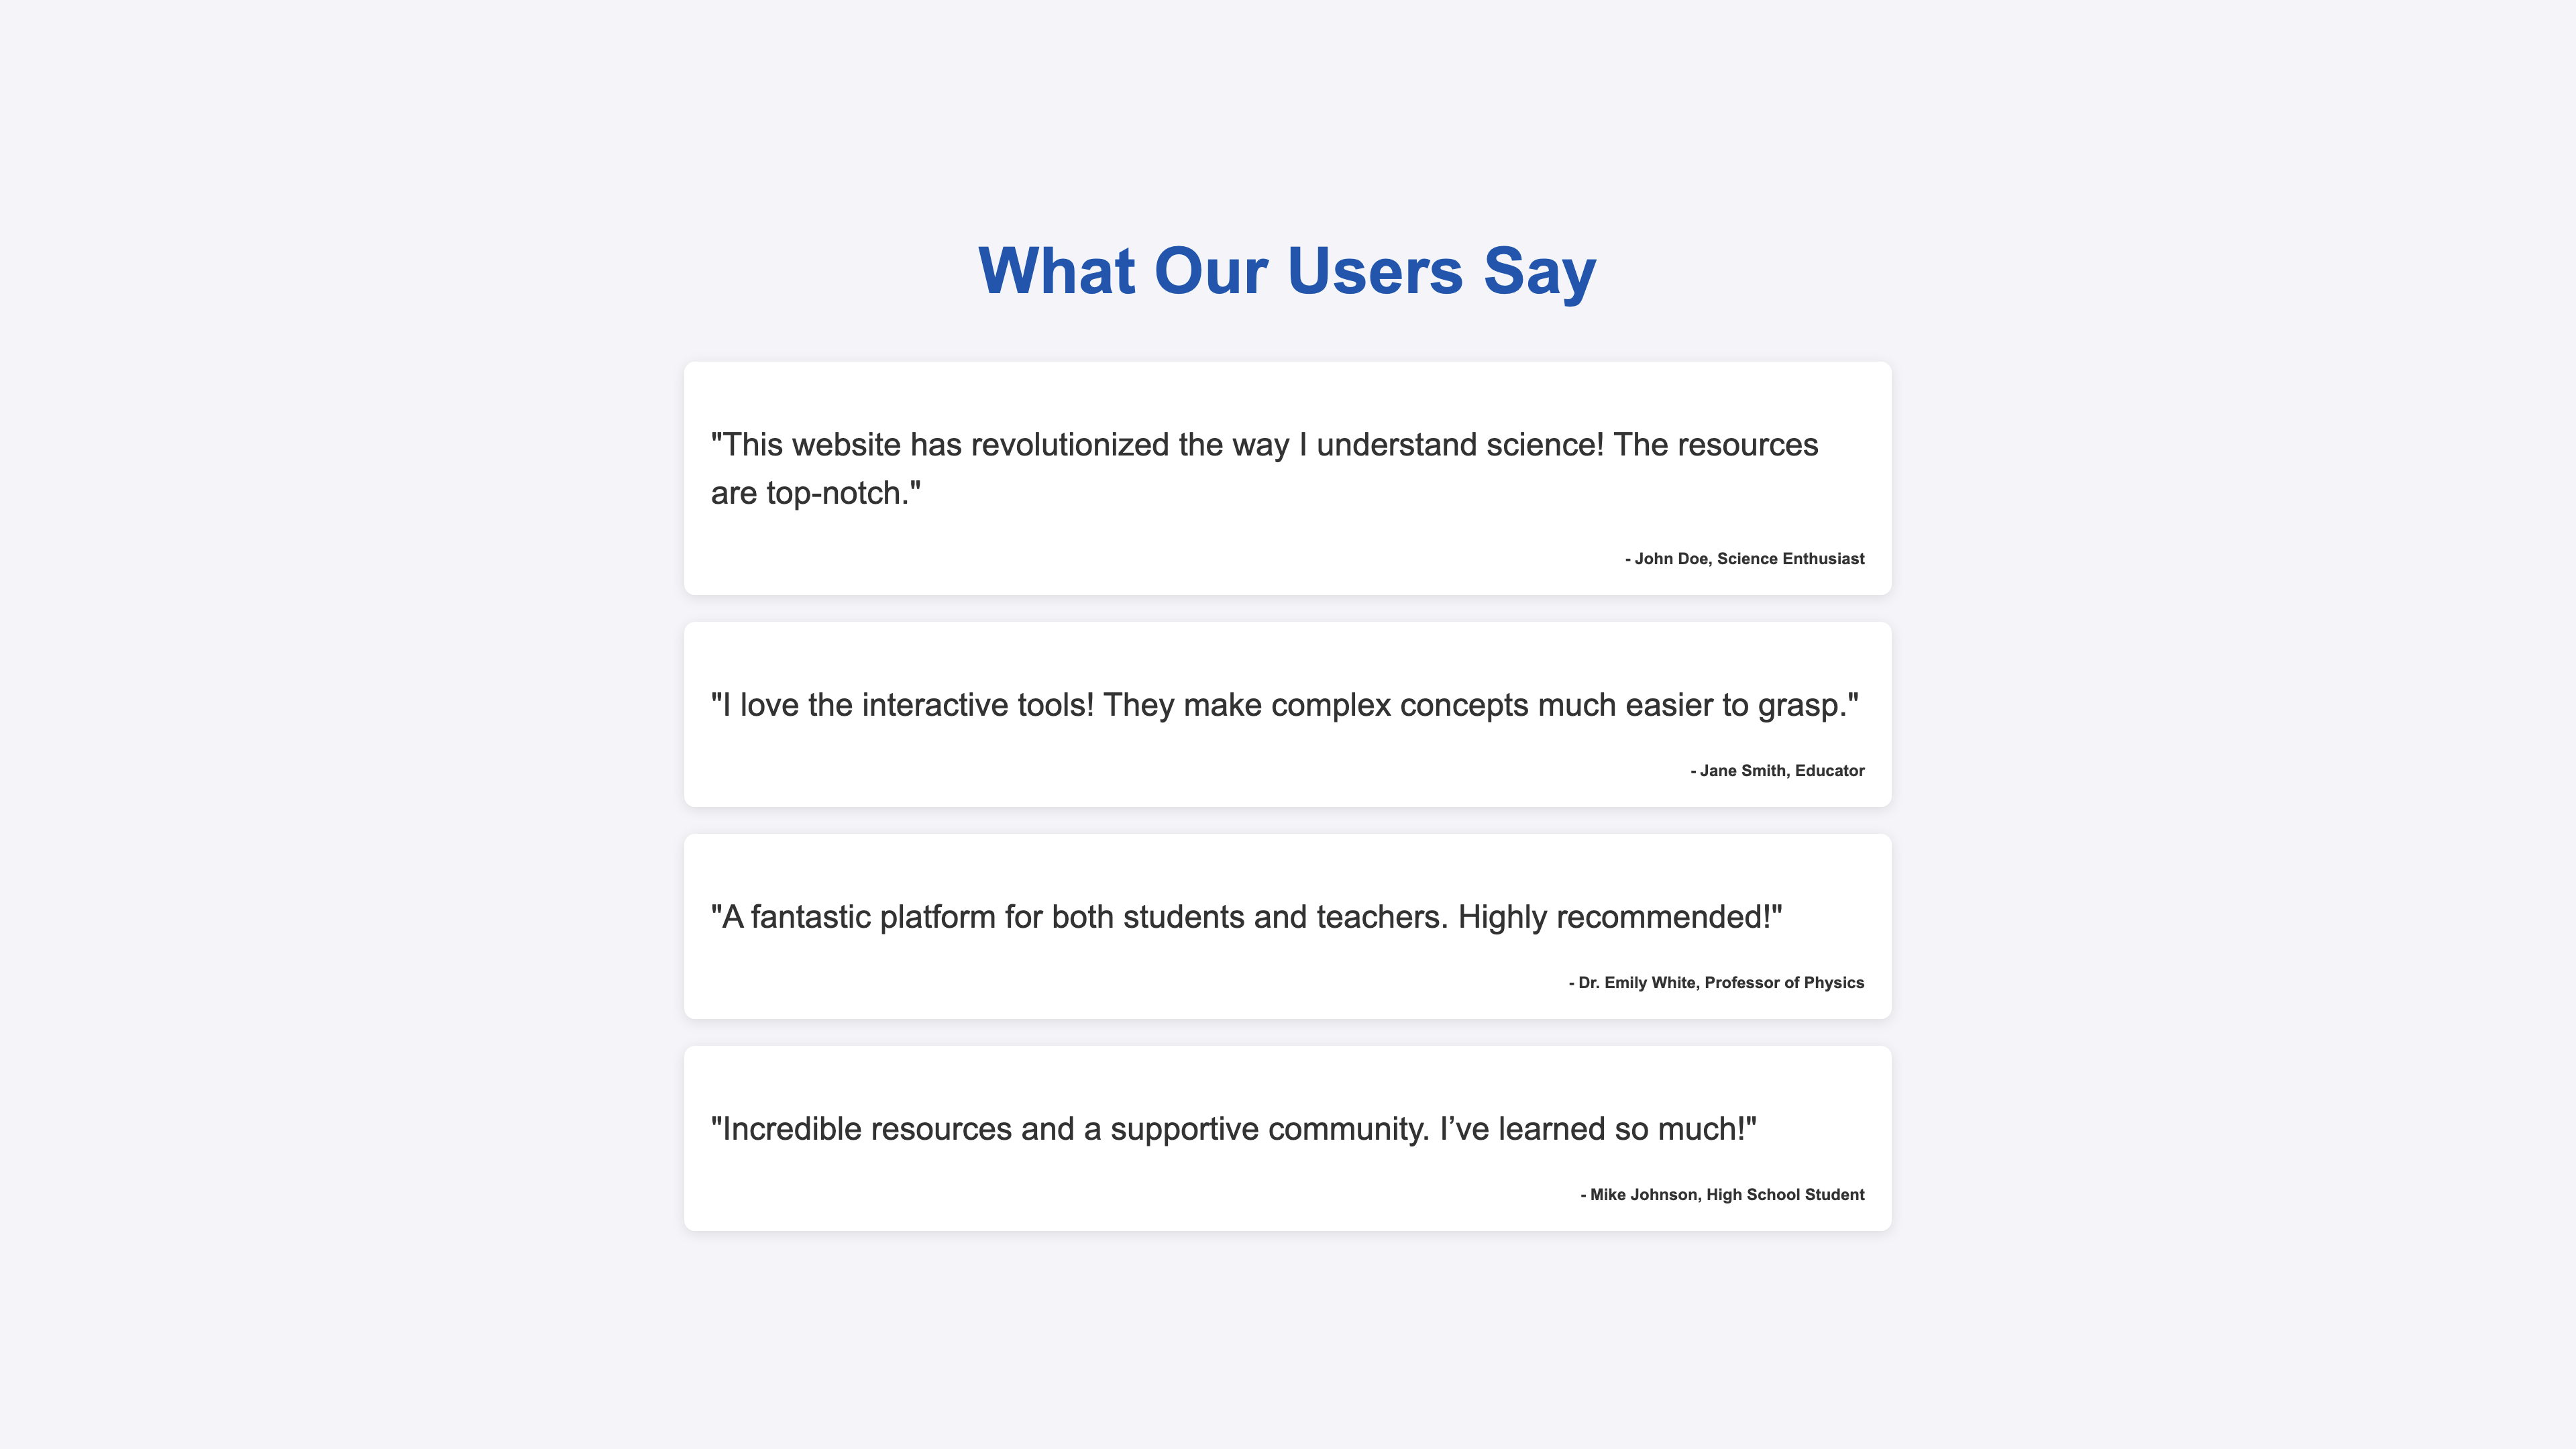 What Our Users Say
"This website has revolutionized the way I understand science! The resources
are top-notch."
- John Doe, Science Enthusiast
"I love the interactive tools! They make complex concepts much easier to grasp."
- Jane Smith, Educator
"A fantastic platform for both students and teachers. Highly recommended!"
- Dr. Emily White, Professor of Physics
"Incredible resources and a supportive community. I’ve learned so much!"
- Mike Johnson, High School Student